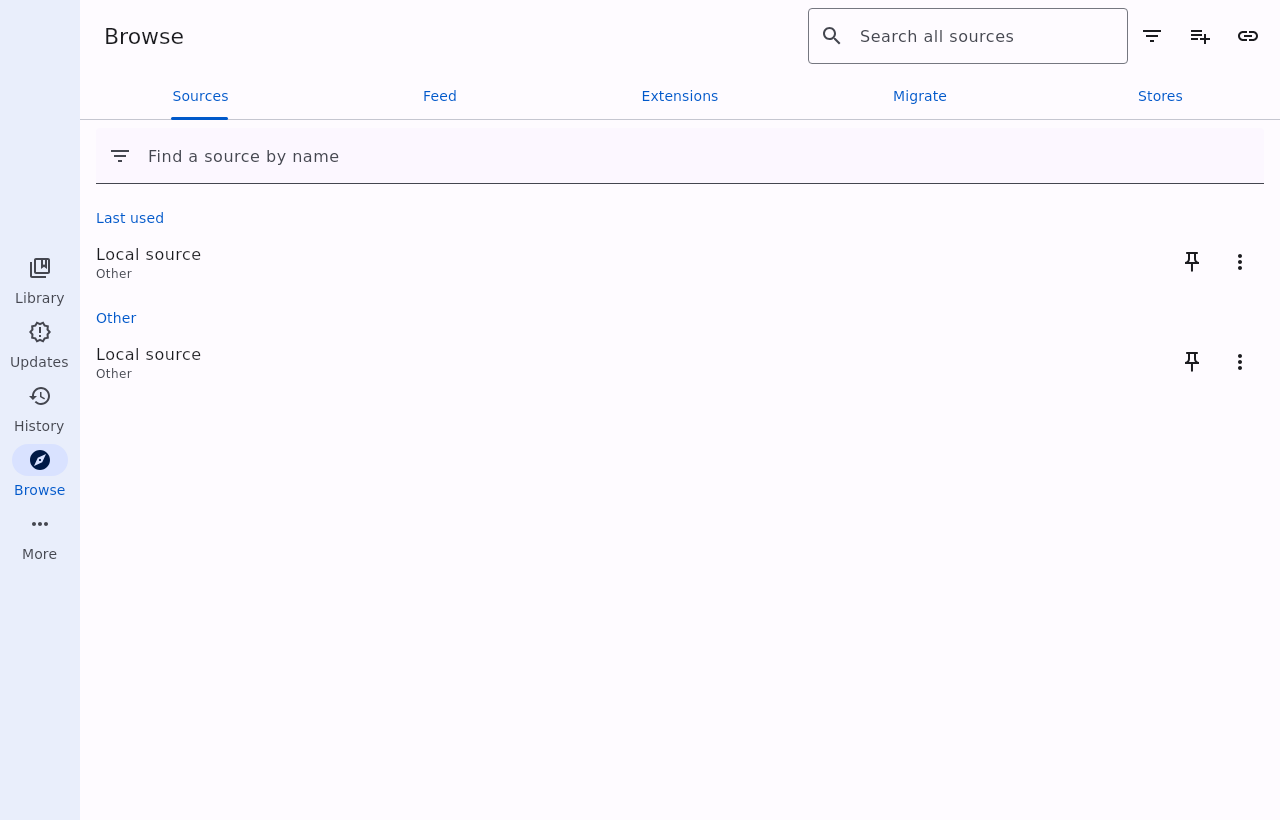 Browse
Search all sources
Sources
Feed
Extensions
Migrate
Stores
Find a source by name
Last used
Local source
Other
Other
Local source
Other
Library
Updates
History
Browse
More